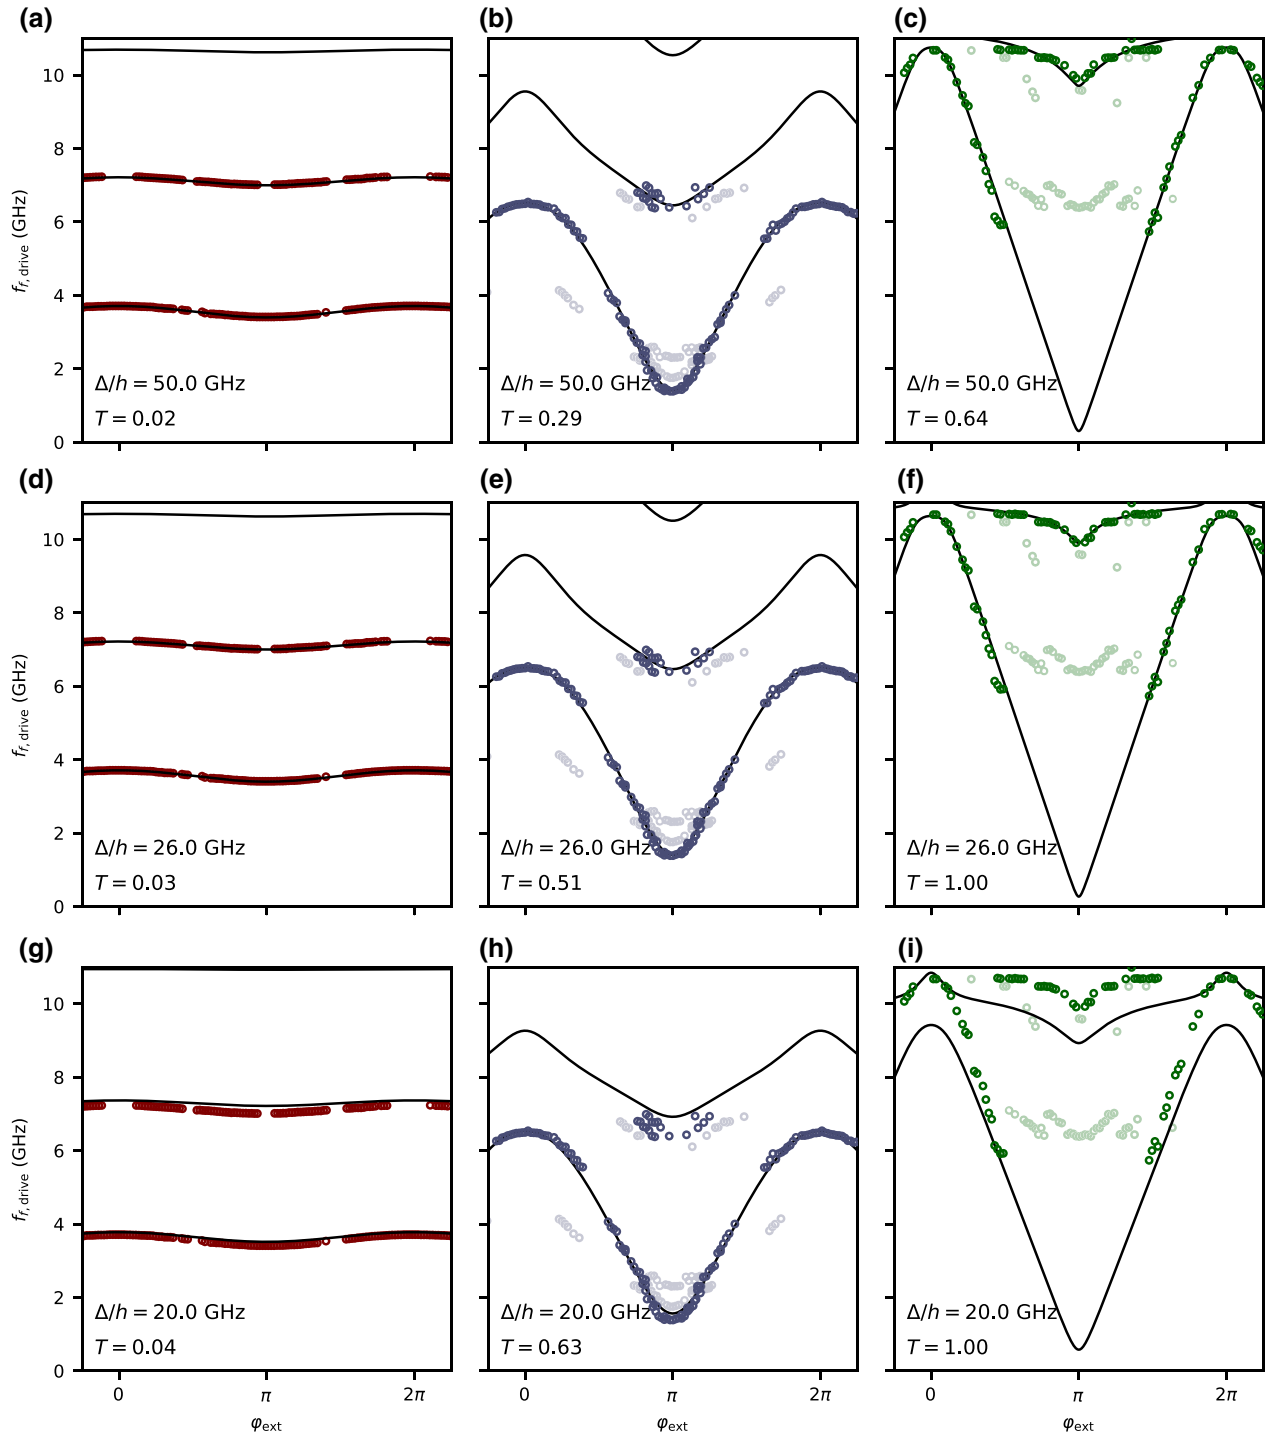 (a)
(b)
(c)
10
8
6
4
2
0
f_f,drive (GHz)
Δ/h = 50.0 GHz
T = 0.02
Δ/h = 50.0 GHz
T = 0.29
Δ/h = 50.0 GHz
T = 0.64
(d)
(e)
(f)
10
8
6
4
2
0
f_f,drive (GHz)
Δ/h = 26.0 GHz
T = 0.03
Δ/h = 26.0 GHz
T = 0.51
Δ/h = 26.0 GHz
T = 1.00
(g)
(h)
(i)
10
8
6
4
2
0
f_f,drive (GHz)
Δ/h = 20.0 GHz
T = 0.04
Δ/h = 20.0 GHz
T = 0.63
Δ/h = 20.0 GHz
T = 1.00
0 π 2π
0 π 2π
0 π 2π
φ_ext
φ_ext
φ_ext